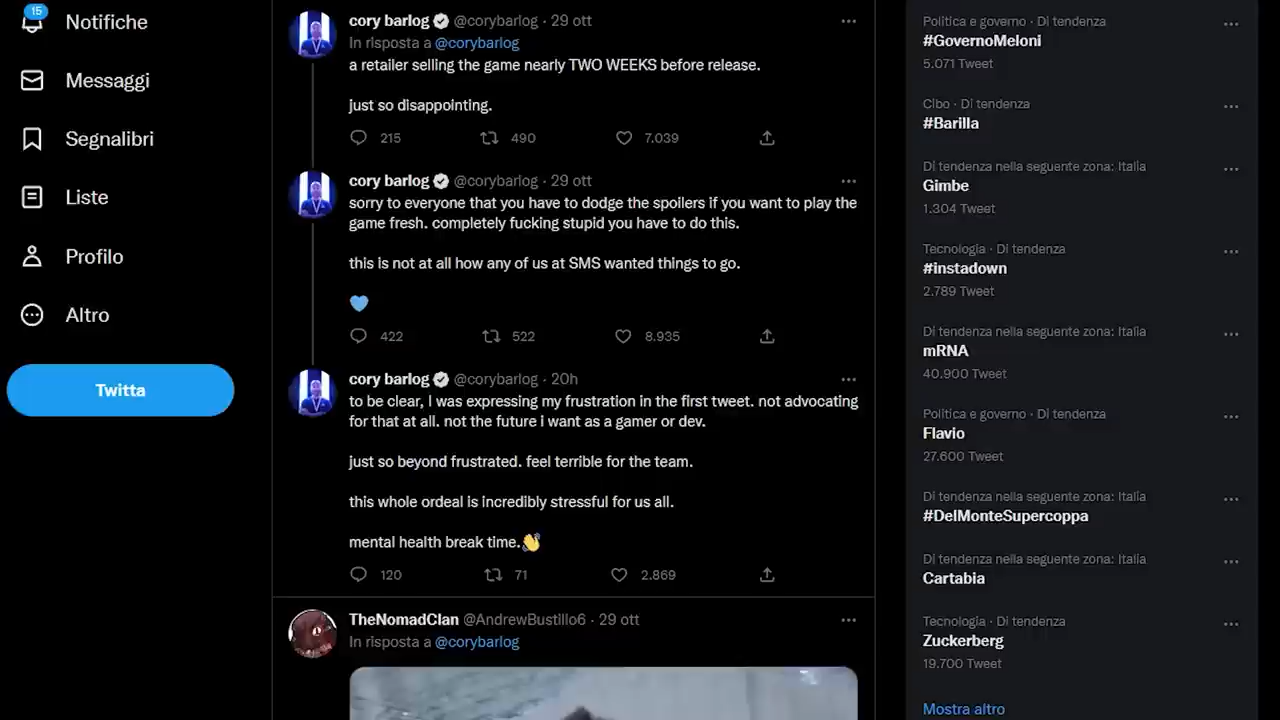 15
Notifiche
Messaggi
Segnalibri
Liste
Profilo
Altro
Twitta
cory barlog @corybarlog · 29 ott
In risposta a @corybarlog
a retailer selling the game nearly TWO WEEKS before release.
just so disappointing.
215 490 7.039
cory barlog @corybarlog · 29 ott
sorry to everyone that you have to dodge the spoilers if you want to play the
game fresh. completely fucking stupid you have to do this.
this is not at all how any of us at SMS wanted things to go.
💙
422 522 8.935
cory barlog @corybarlog · 20h
to be clear, I was expressing my frustration in the first tweet. not advocating
for that at all. not the future i want as a gamer or dev.
just so beyond frustrated. feel terrible for the team.
this whole ordeal is incredibly stressful for us all.
mental health break time.👋
120 71 2.869
TheNomadClan @AndrewBustillo6 · 29 ott
In risposta a @corybarlog
Politica e governo · Di tendenza
#GovernoMeloni
5.071 Tweet
Cibo · Di tendenza
#Barilla
Di tendenza nella seguente zona: Italia
Gimbe
1.304 Tweet
Tecnologia · Di tendenza
#instadown
2.789 Tweet
Di tendenza nella seguente zona: Italia
mRNA
40.900 Tweet
Politica e governo · Di tendenza
Flavio
27.600 Tweet
Di tendenza nella seguente zona: Italia
#DelMonteSupercoppa
Di tendenza nella seguente zona: Italia
Cartabia
Tecnologia · Di tendenza
Zuckerberg
19.700 Tweet
Mostra altro